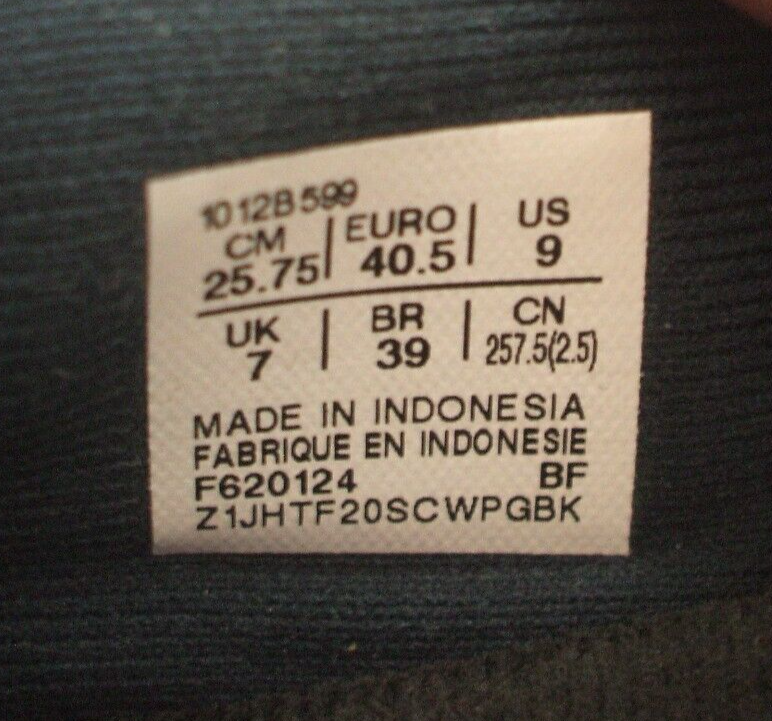 1012B599
CM | EURO | US
25.75 | 40.5 | 9
UK | BR | CN
7 | 39 | 257.5(2.5)
MADE IN INDONESIA
FABRIQUE EN INDONESIE
F620124 BF
Z1JHTF20SCWPGBK